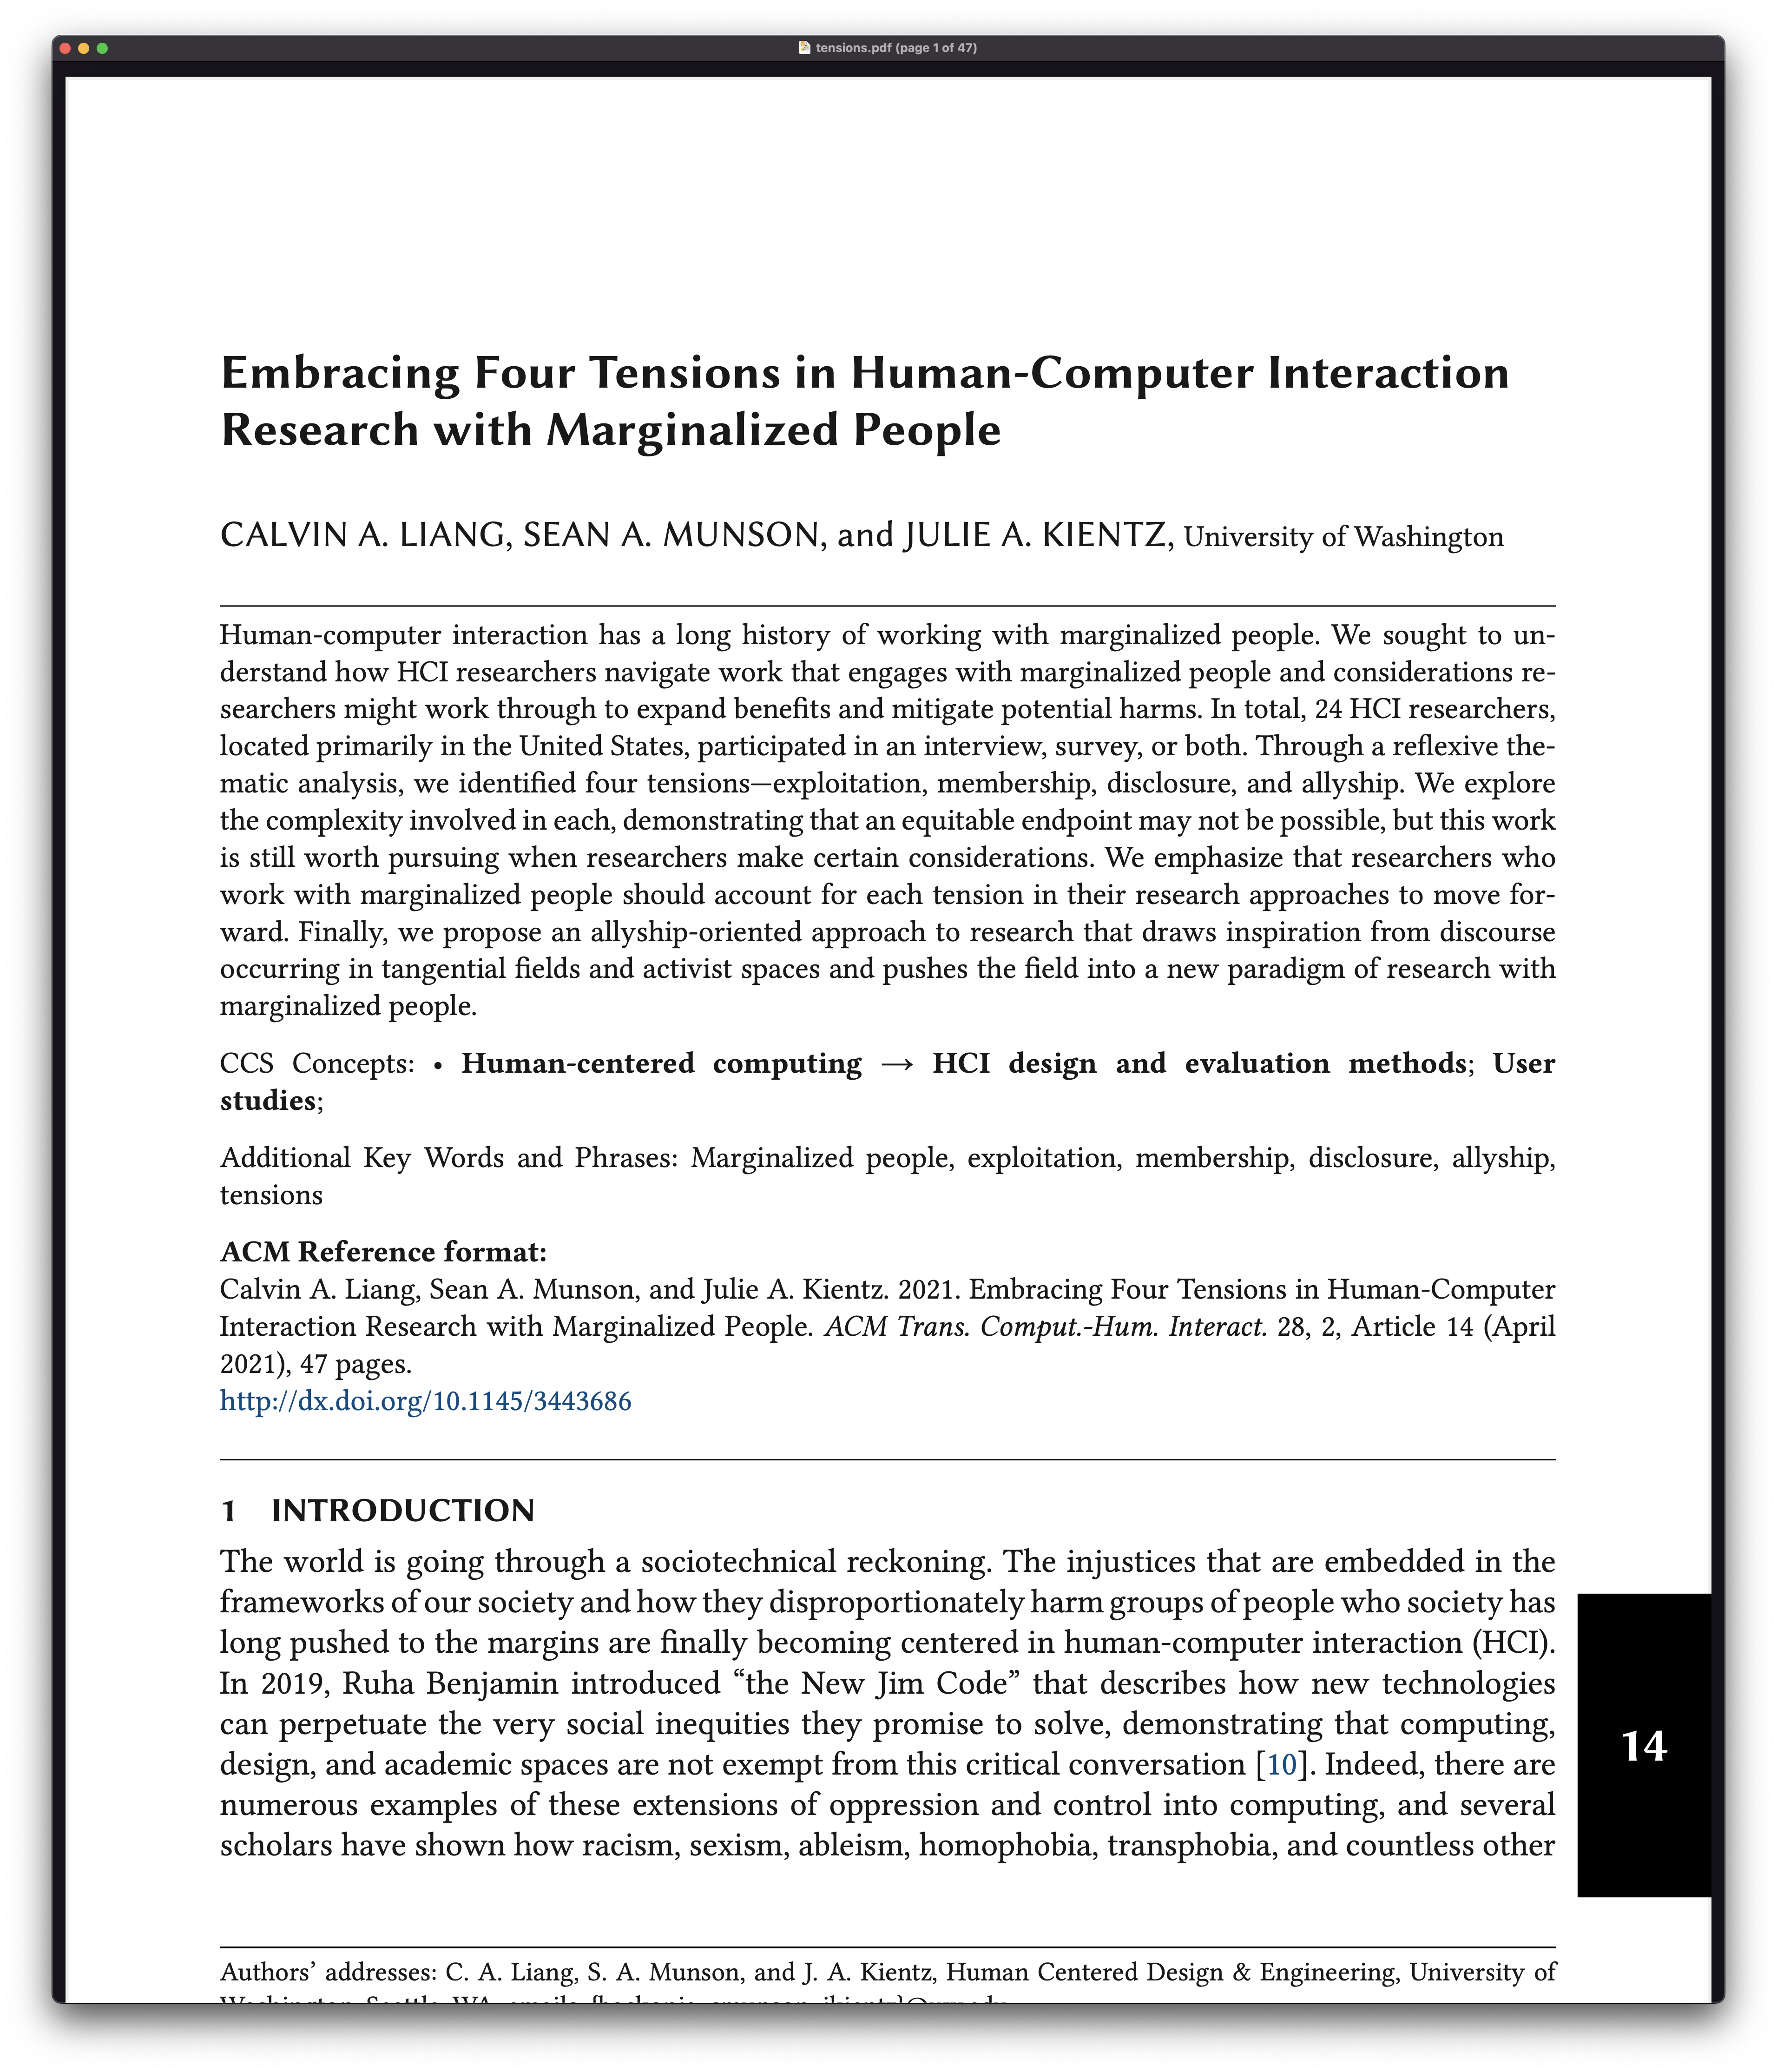 tensions.pdf (page 1 of 47)
Embracing Four Tensions in Human-Computer Interaction
Research with Marginalized People
CALVIN A. LIANG, SEAN A. MUNSON, and JULIE A. KIENTZ, University of Washington
Human-computer interaction has a long history of working with marginalized people. We sought to un-
derstand how HCI researchers navigate work that engages with marginalized people and considerations re-
searchers might work through to expand benefits and mitigate potential harms. In total, 24 HCI researchers,
located primarily in the United States, participated in an interview, survey, or both. Through a reflexive the-
matic analysis, we identified four tensions—exploitation, membership, disclosure, and allyship. We explore
the complexity involved in each, demonstrating that an equitable endpoint may not be possible, but this work
is still worth pursuing when researchers make certain considerations. We emphasize that researchers who
work with marginalized people should account for each tension in their research approaches to move for-
ward. Finally, we propose an allyship-oriented approach to research that draws inspiration from discourse
occurring in tangential fields and activist spaces and pushes the field into a new paradigm of research with
marginalized people.
CCS Concepts: • Human-centered computing → HCI design and evaluation methods; User
studies;
Additional Key Words and Phrases: Marginalized people, exploitation, membership, disclosure, allyship,
tensions
ACM Reference format:
Calvin A. Liang, Sean A. Munson, and Julie A. Kientz. 2021. Embracing Four Tensions in Human-Computer
Interaction Research with Marginalized People. ACM Trans. Comput.-Hum. Interact. 28, 2, Article 14 (April
2021), 47 pages.
http://dx.doi.org/10.1145/3443686
1 INTRODUCTION
The world is going through a sociotechnical reckoning. The injustices that are embedded in the
frameworks of our society and how they disproportionately harm groups of people who society has
long pushed to the margins are finally becoming centered in human-computer interaction (HCI).
In 2019, Ruha Benjamin introduced “the New Jim Code” that describes how new technologies
can perpetuate the very social inequities they promise to solve, demonstrating that computing,
design, and academic spaces are not exempt from this critical conversation [10]. Indeed, there are
numerous examples of these extensions of oppression and control into computing, and several
scholars have shown how racism, sexism, ableism, homophobia, transphobia, and countless other
14
Authors’ addresses: C. A. Liang, S. A. Munson, and J. A. Kientz, Human Centered Design & Engineering, University of